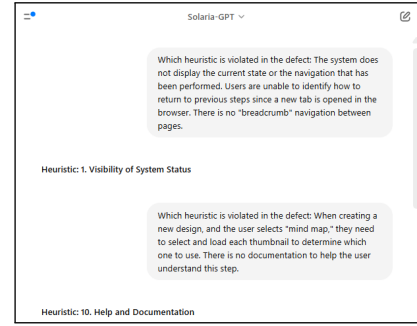 Solaria-GPT
Which heuristic is violated in the defect: The system does
not display the current state or the navigation that has
been performed. Users are unable to identify how to
return to previous steps since a new tab is opened in the
browser. There is no "breadcrumb" navigation between
pages.
Heuristic: 1. Visibility of System Status
Which heuristic is violated in the defect: When creating a
new design, and the user selects "mind map," they need
to select and load each thumbnail to determine which
one to use. There is no documentation to help the user
understand this step.
Heuristic: 10. Help and Documentation